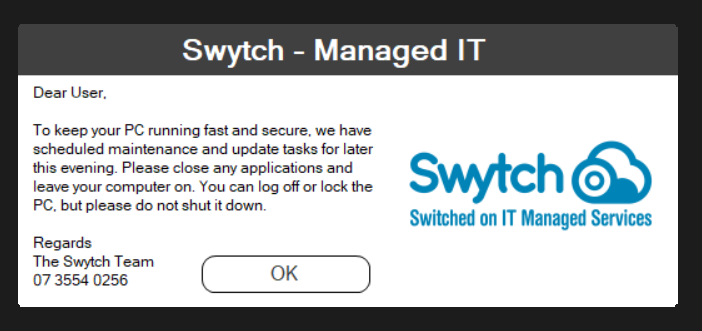 Swytch - Managed IT
Dear User,
To keep your PC running fast and secure, we have
scheduled maintenance and update tasks for later
this evening. Please close any applications and
leave your computer on. You can log off or lock the
PC, but please do not shut it down.
Regards
The Swytch Team
07 3554 0256
OK
Swytch
Switched on IT Managed Services